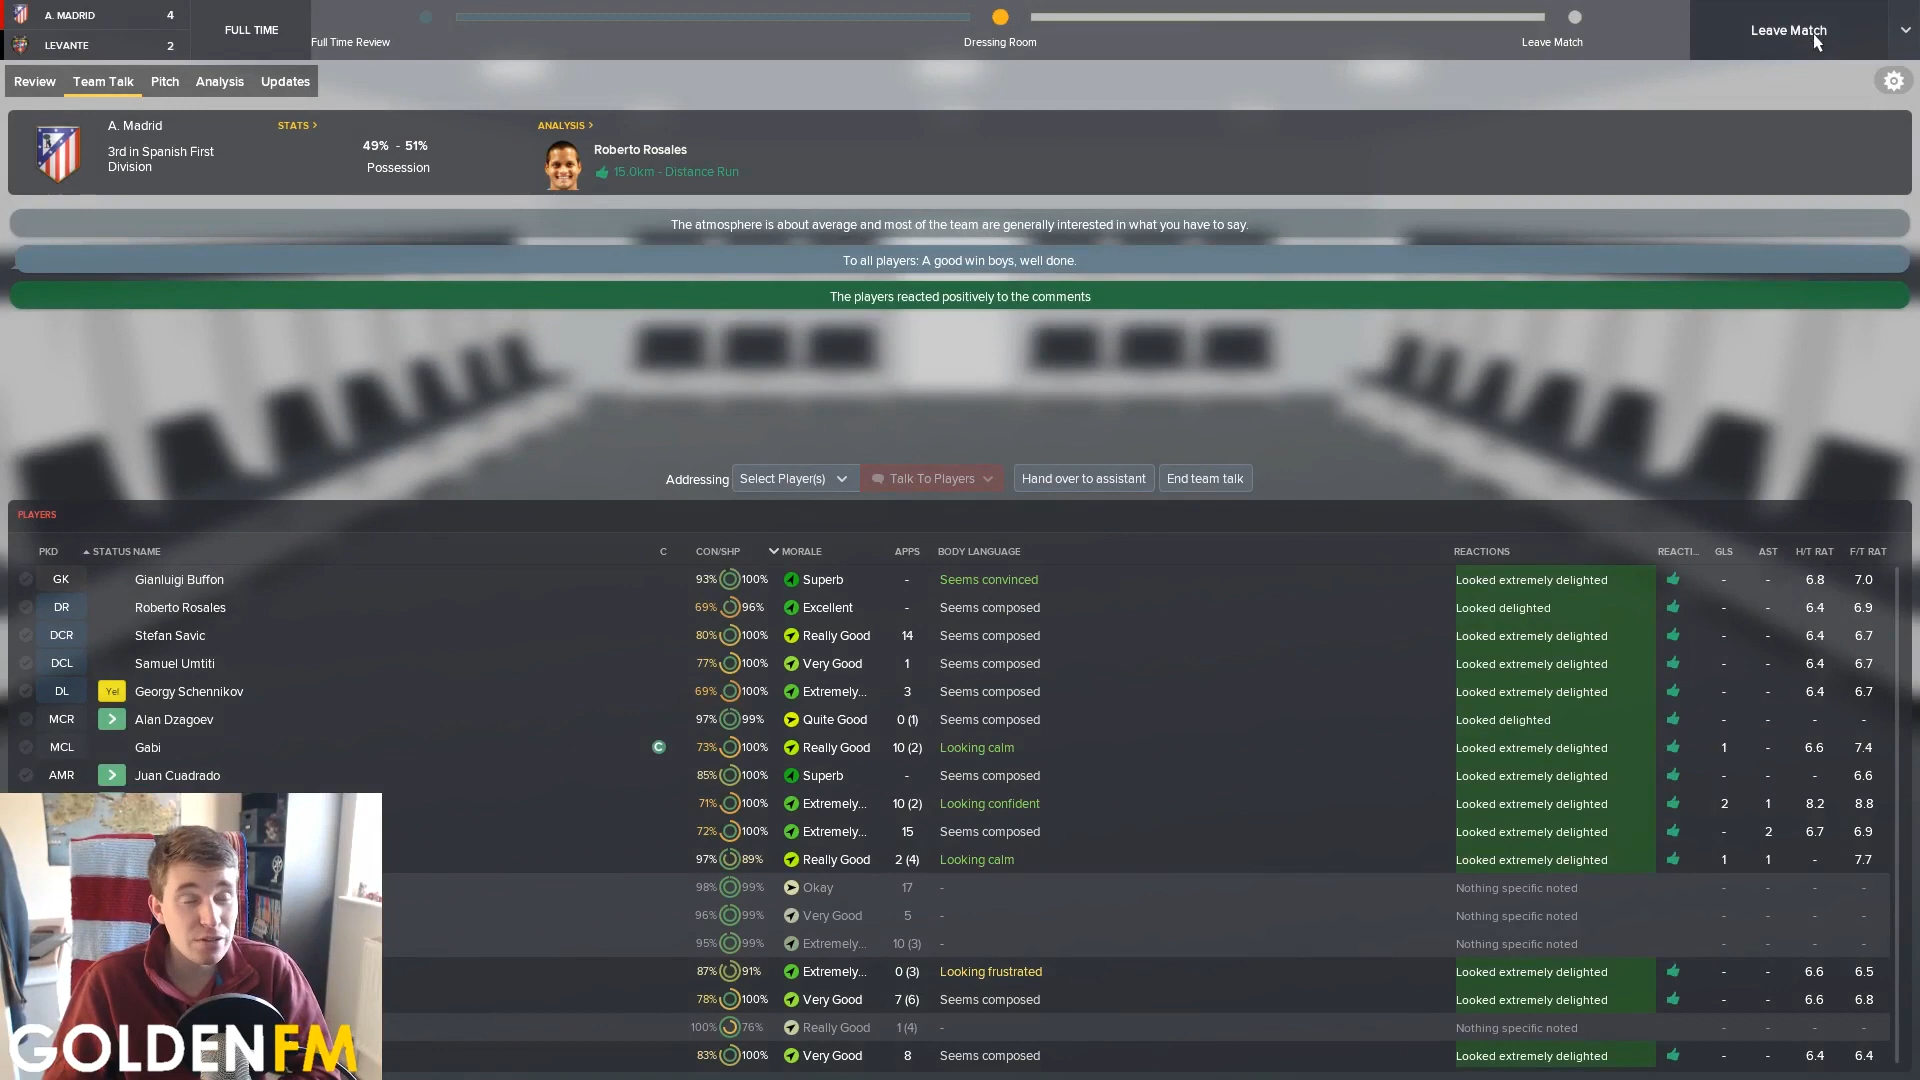 A. MADRID 4
LEVANTE 2
FULL TIME
Full Time Review
Dressing Room
Leave Match
Leave Match
Review Team Talk Pitch Analysis Updates
A. Madrid
3rd in Spanish First
Division
STATS >
49% - 51%
Possession
ANALYSIS >
Roberto Rosales
15.0km - Distance Run
The atmosphere is about average and most of the team are generally interested in what you have to say.
To all players: A good win boys, well done.
The players reacted positively to the comments
Addressing Select Player(s) Talk To Players Hand over to assistant End team talk
PLAYERS
PKD STATUS NAME C CON/SHP MORALE APPS BODY LANGUAGE REACTIONS REACTI... GLS AST H/T RAT F/T RAT
GK Gianluigi Buffon 93% 100% Superb - Seems convinced Looked extremely delighted - - 6.8 7.0
DR Roberto Rosales 69% 96% Excellent - Seems composed Looked delighted - - 6.4 6.9
DCR Stefan Savic 80% 100% Really Good 14 Seems composed Looked extremely delighted - - 6.4 6.7
DCL Samuel Umtiti 77% 100% Very Good 1 Seems composed Looked extremely delighted - - 6.4 6.7
DL Yel Georgy Schennikov 69% 100% Extremely... 3 Seems composed Looked extremely delighted - - 6.4 6.7
MCR Alan Dzagoev 97% 99% Quite Good 0 (1) Seems composed Looked delighted - - - -
MCL Gabi C 73% 100% Really Good 10 (2) Looking calm Looked extremely delighted 1 - 6.6 7.4
AMR Juan Cuadrado 85% 100% Superb - Seems composed Looked extremely delighted - - - 6.6
71% 100% Extremely... 10 (2) Looking confident Looked extremely delighted 2 1 8.2 8.8
72% 100% Extremely... 15 Seems composed Looked extremely delighted - 2 6.7 6.9
97% 89% Really Good 2 (4) Looking calm Looked extremely delighted 1 1 - 7.7
98% 99% Okay 17 - Nothing specific noted - - - -
96% 99% Very Good 5 - Nothing specific noted - - - -
95% 99% Extremely... 10 (3) - Nothing specific noted - - - -
87% 91% Extremely... 0 (3) Looking frustrated Looked extremely delighted - - 6.6 6.5
78% 100% Very Good 7 (6) Seems composed Looked extremely delighted - - 6.6 6.8
100% 76% Really Good 1 (4) - Nothing specific noted - - - -
83% 100% Very Good 8 Seems composed Looked extremely delighted - - 6.4 6.4
GOLDENFM